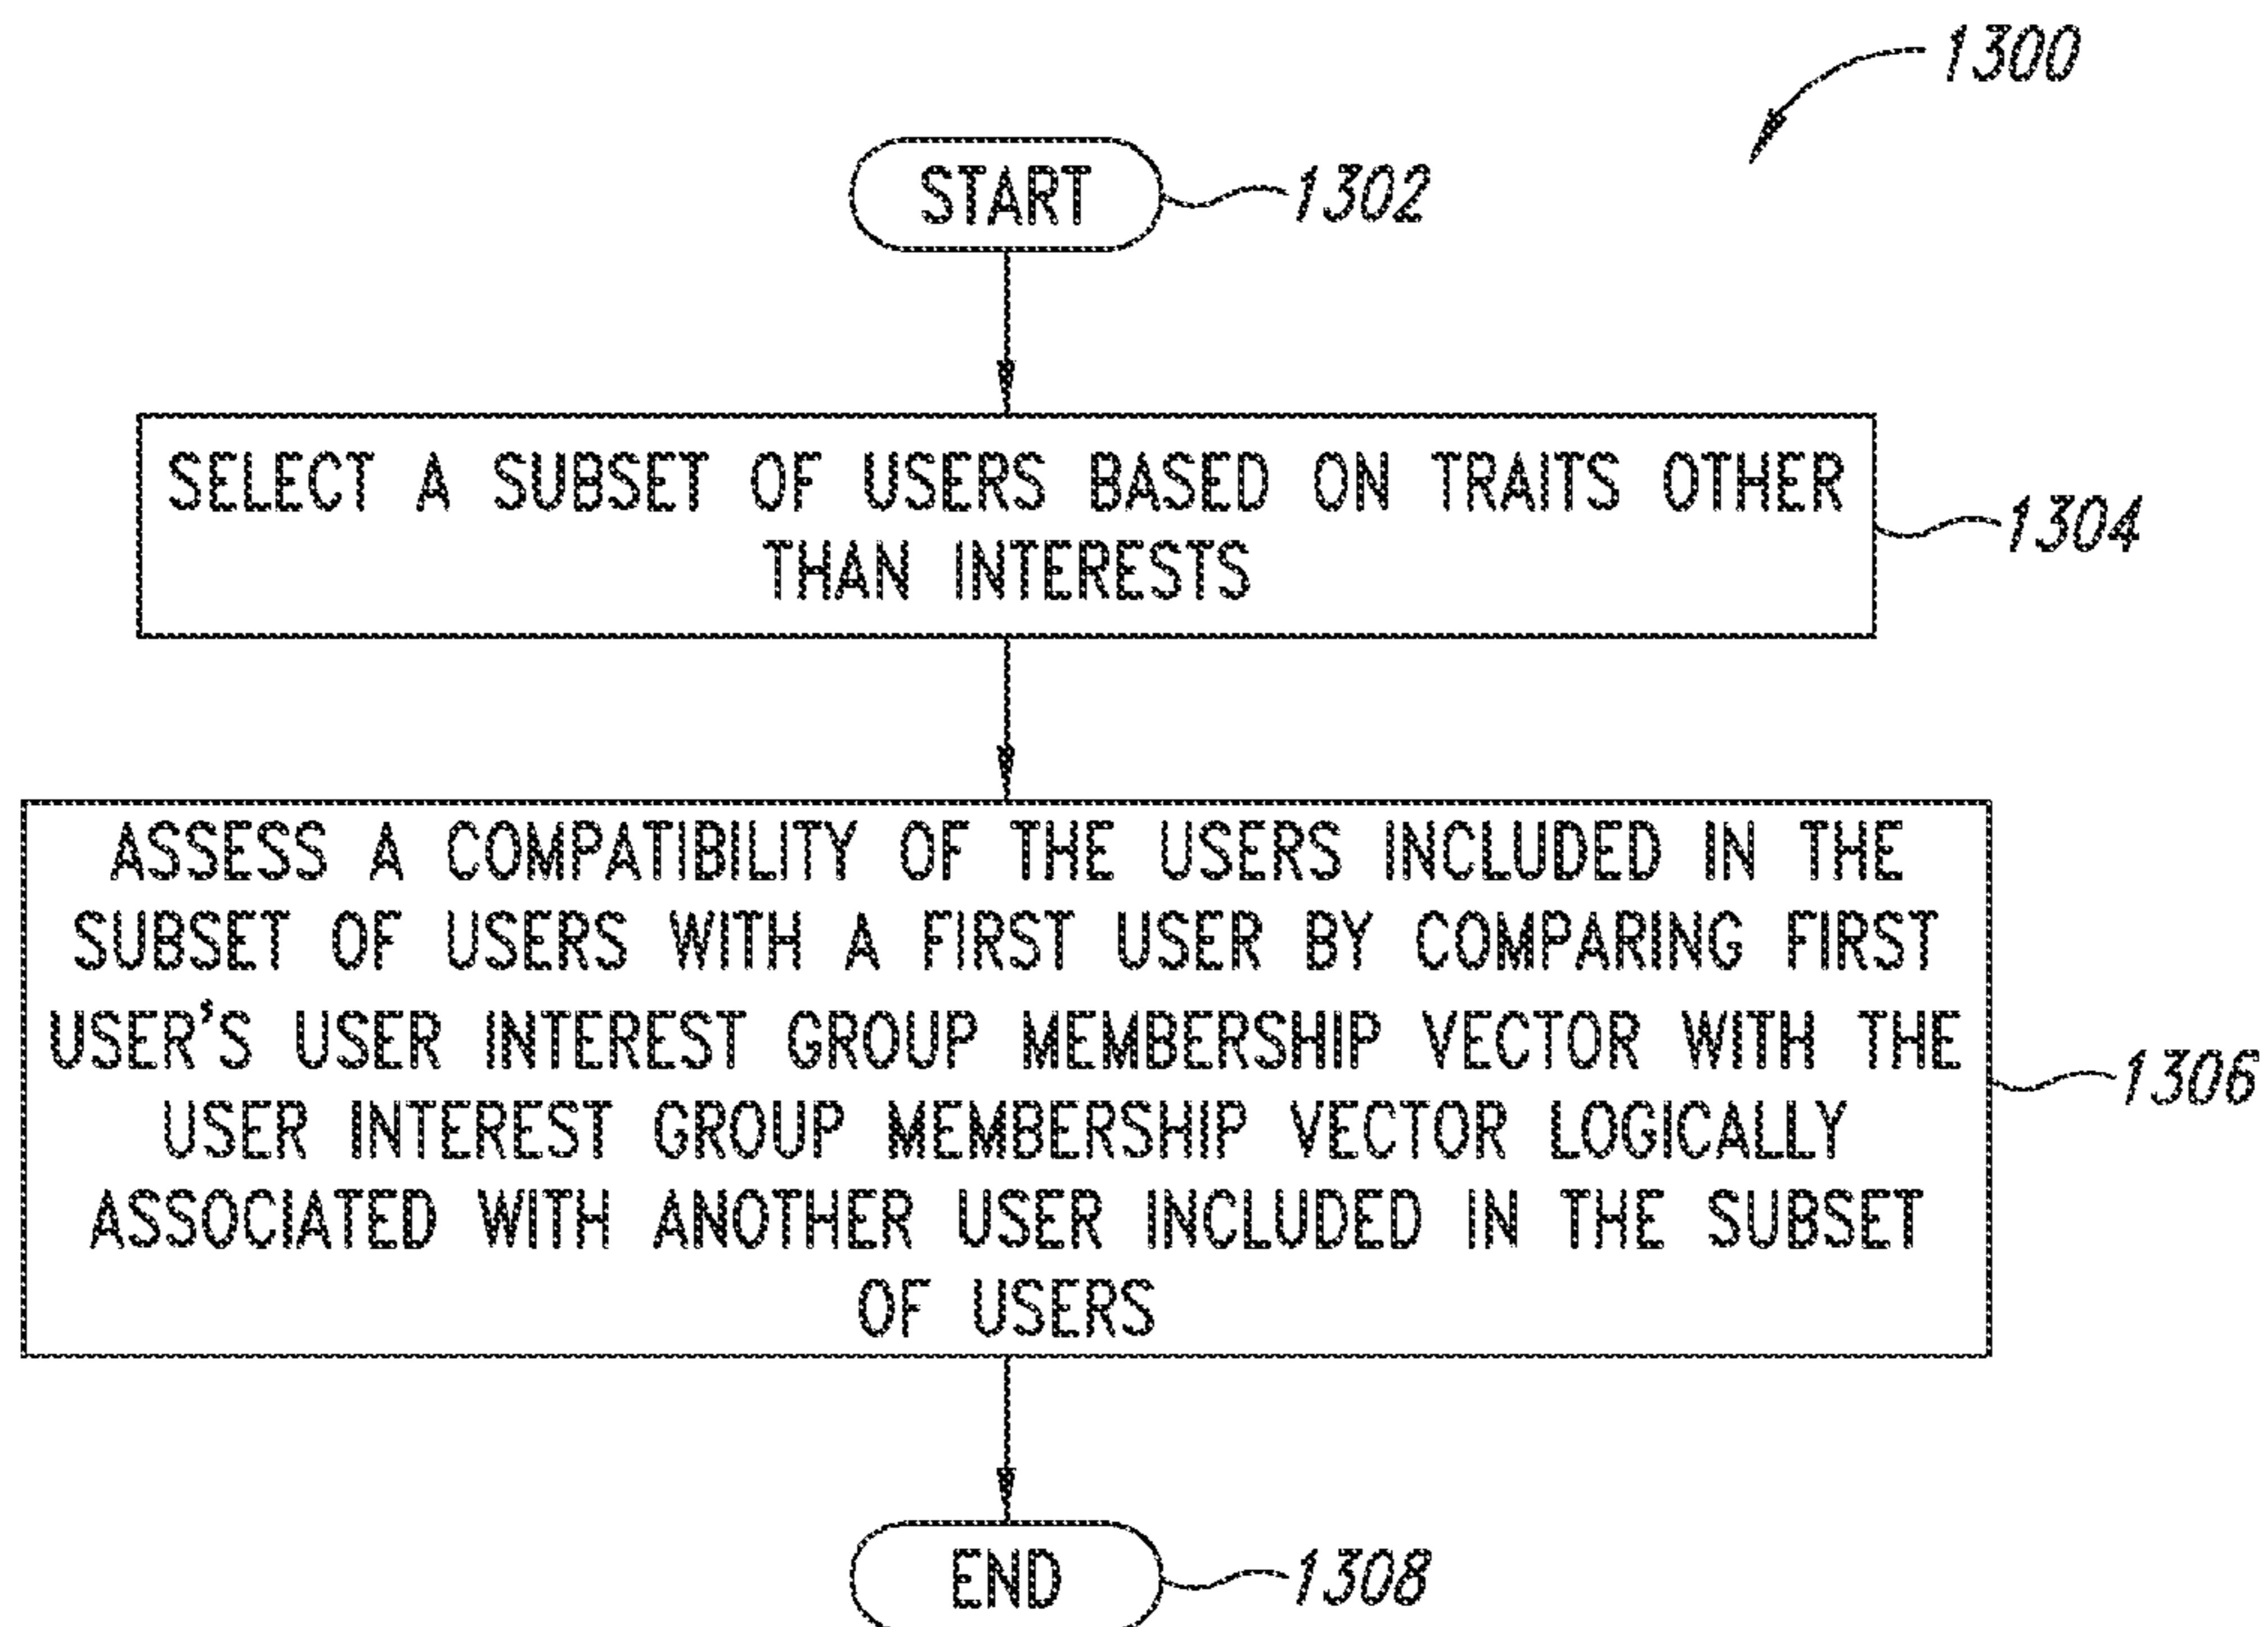 1300
START
1302
SELECT A SUBSET OF USERS BASED ON TRAITS OTHER
THAN INTERESTS
1304
ASSESS A COMPATIBILITY OF THE USERS INCLUDED IN THE
SUBSET OF USERS WITH A FIRST USER BY COMPARING FIRST
USER'S USER INTEREST GROUP MEMBERSHIP VECTOR WITH THE
USER INTEREST GROUP MEMBERSHIP VECTOR LOGICALLY
ASSOCIATED WITH ANOTHER USER INCLUDED IN THE SUBSET
OF USERS
1306
END
1308